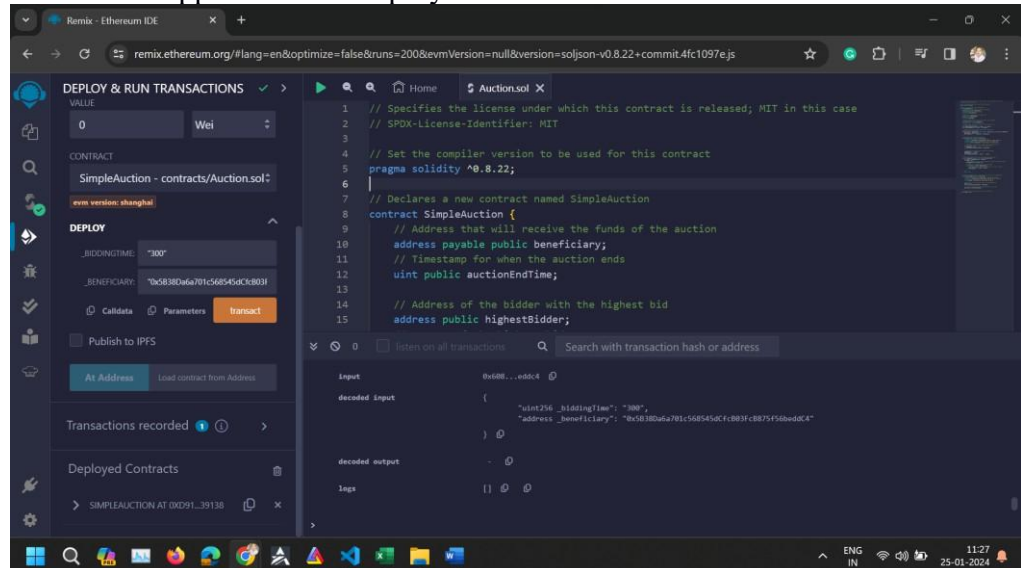 Remix - Ethereum IDE
remix.ethereum.org/#lang=en&optimize=false&runs=200&evmVersion=null&version=soljson-v0.8.22+commit.4fc1097e.js
DEPLOY & RUN TRANSACTIONS
VALUE
0 Wei
CONTRACT
SimpleAuction - contracts/Auction.sol
evm version: shanghai
DEPLOY
_BIDDINGTIME: "300"
_BENEFICIARY: "0x5B38Da6a701c568545dCfcB03F
Calldata Parameters transact
Publish to IPFS
At Address Load contract from Address
Transactions recorded 1
Deployed Contracts
SIMPLEAUCTION AT 0XD91...39138
Home Auction.sol
1 // Specifies the license under which this contract is released; MIT in this case
2 // SPDX-License-Identifier: MIT
3
4 // Set the compiler version to be used for this contract
5 pragma solidity ^0.8.22;
6
7 // Declares a new contract named SimpleAuction
8 contract SimpleAuction {
9 // Address that will receive the funds of the auction
10 address payable public beneficiary;
11 // Timestamp for when the auction ends
12 uint public auctionEndTime;
13
14 // Address of the bidder with the highest bid
15 address public highestBidder;
0 listen on all transactions Search with transaction hash or address
input 0x608...eddc4
decoded input {
"uint256 _biddingTime": "300",
"address _beneficiary": "0x5B38Da6a701c568545dCfcB03FcB875f56beddC4"
}
decoded output -
logs []
>
ENG
IN
11:27
25-01-2024